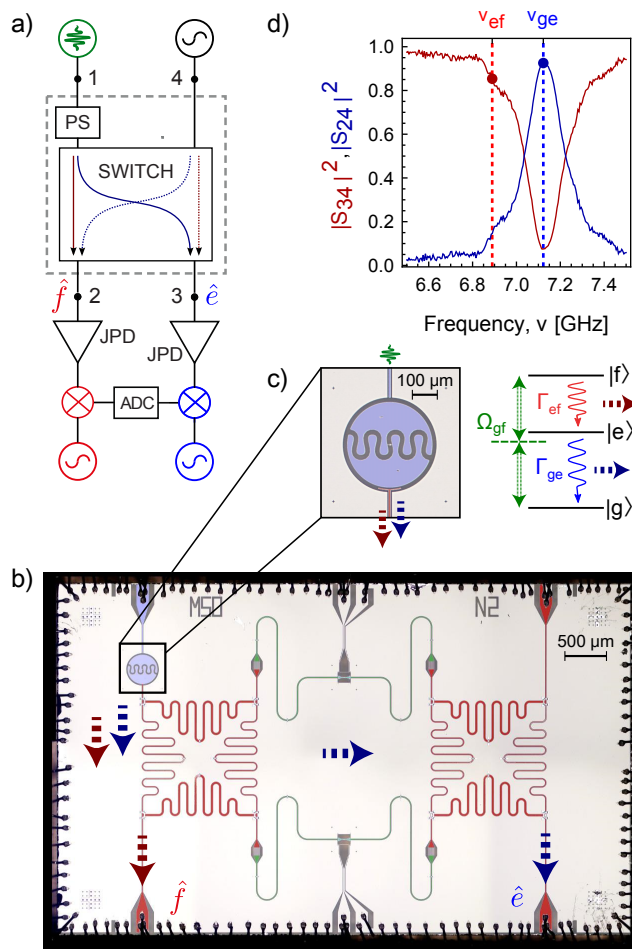 a)
1
4
PS
SWITCH
f̂
2
3
ê
JPD
JPD
ADC
d)
ν_ef
ν_ge
|S₃₄|², |S₂₄|²
1.0
0.8
0.6
0.4
0.2
0.0
6.6
6.8
7.0
7.2
7.4
Frequency, ν [GHz]
c)
100 μm
|f⟩
Γ_ef
Ω_gf
|e⟩
Γ_ge
|g⟩
b)
M50
N2
500 μm
f̂
ê